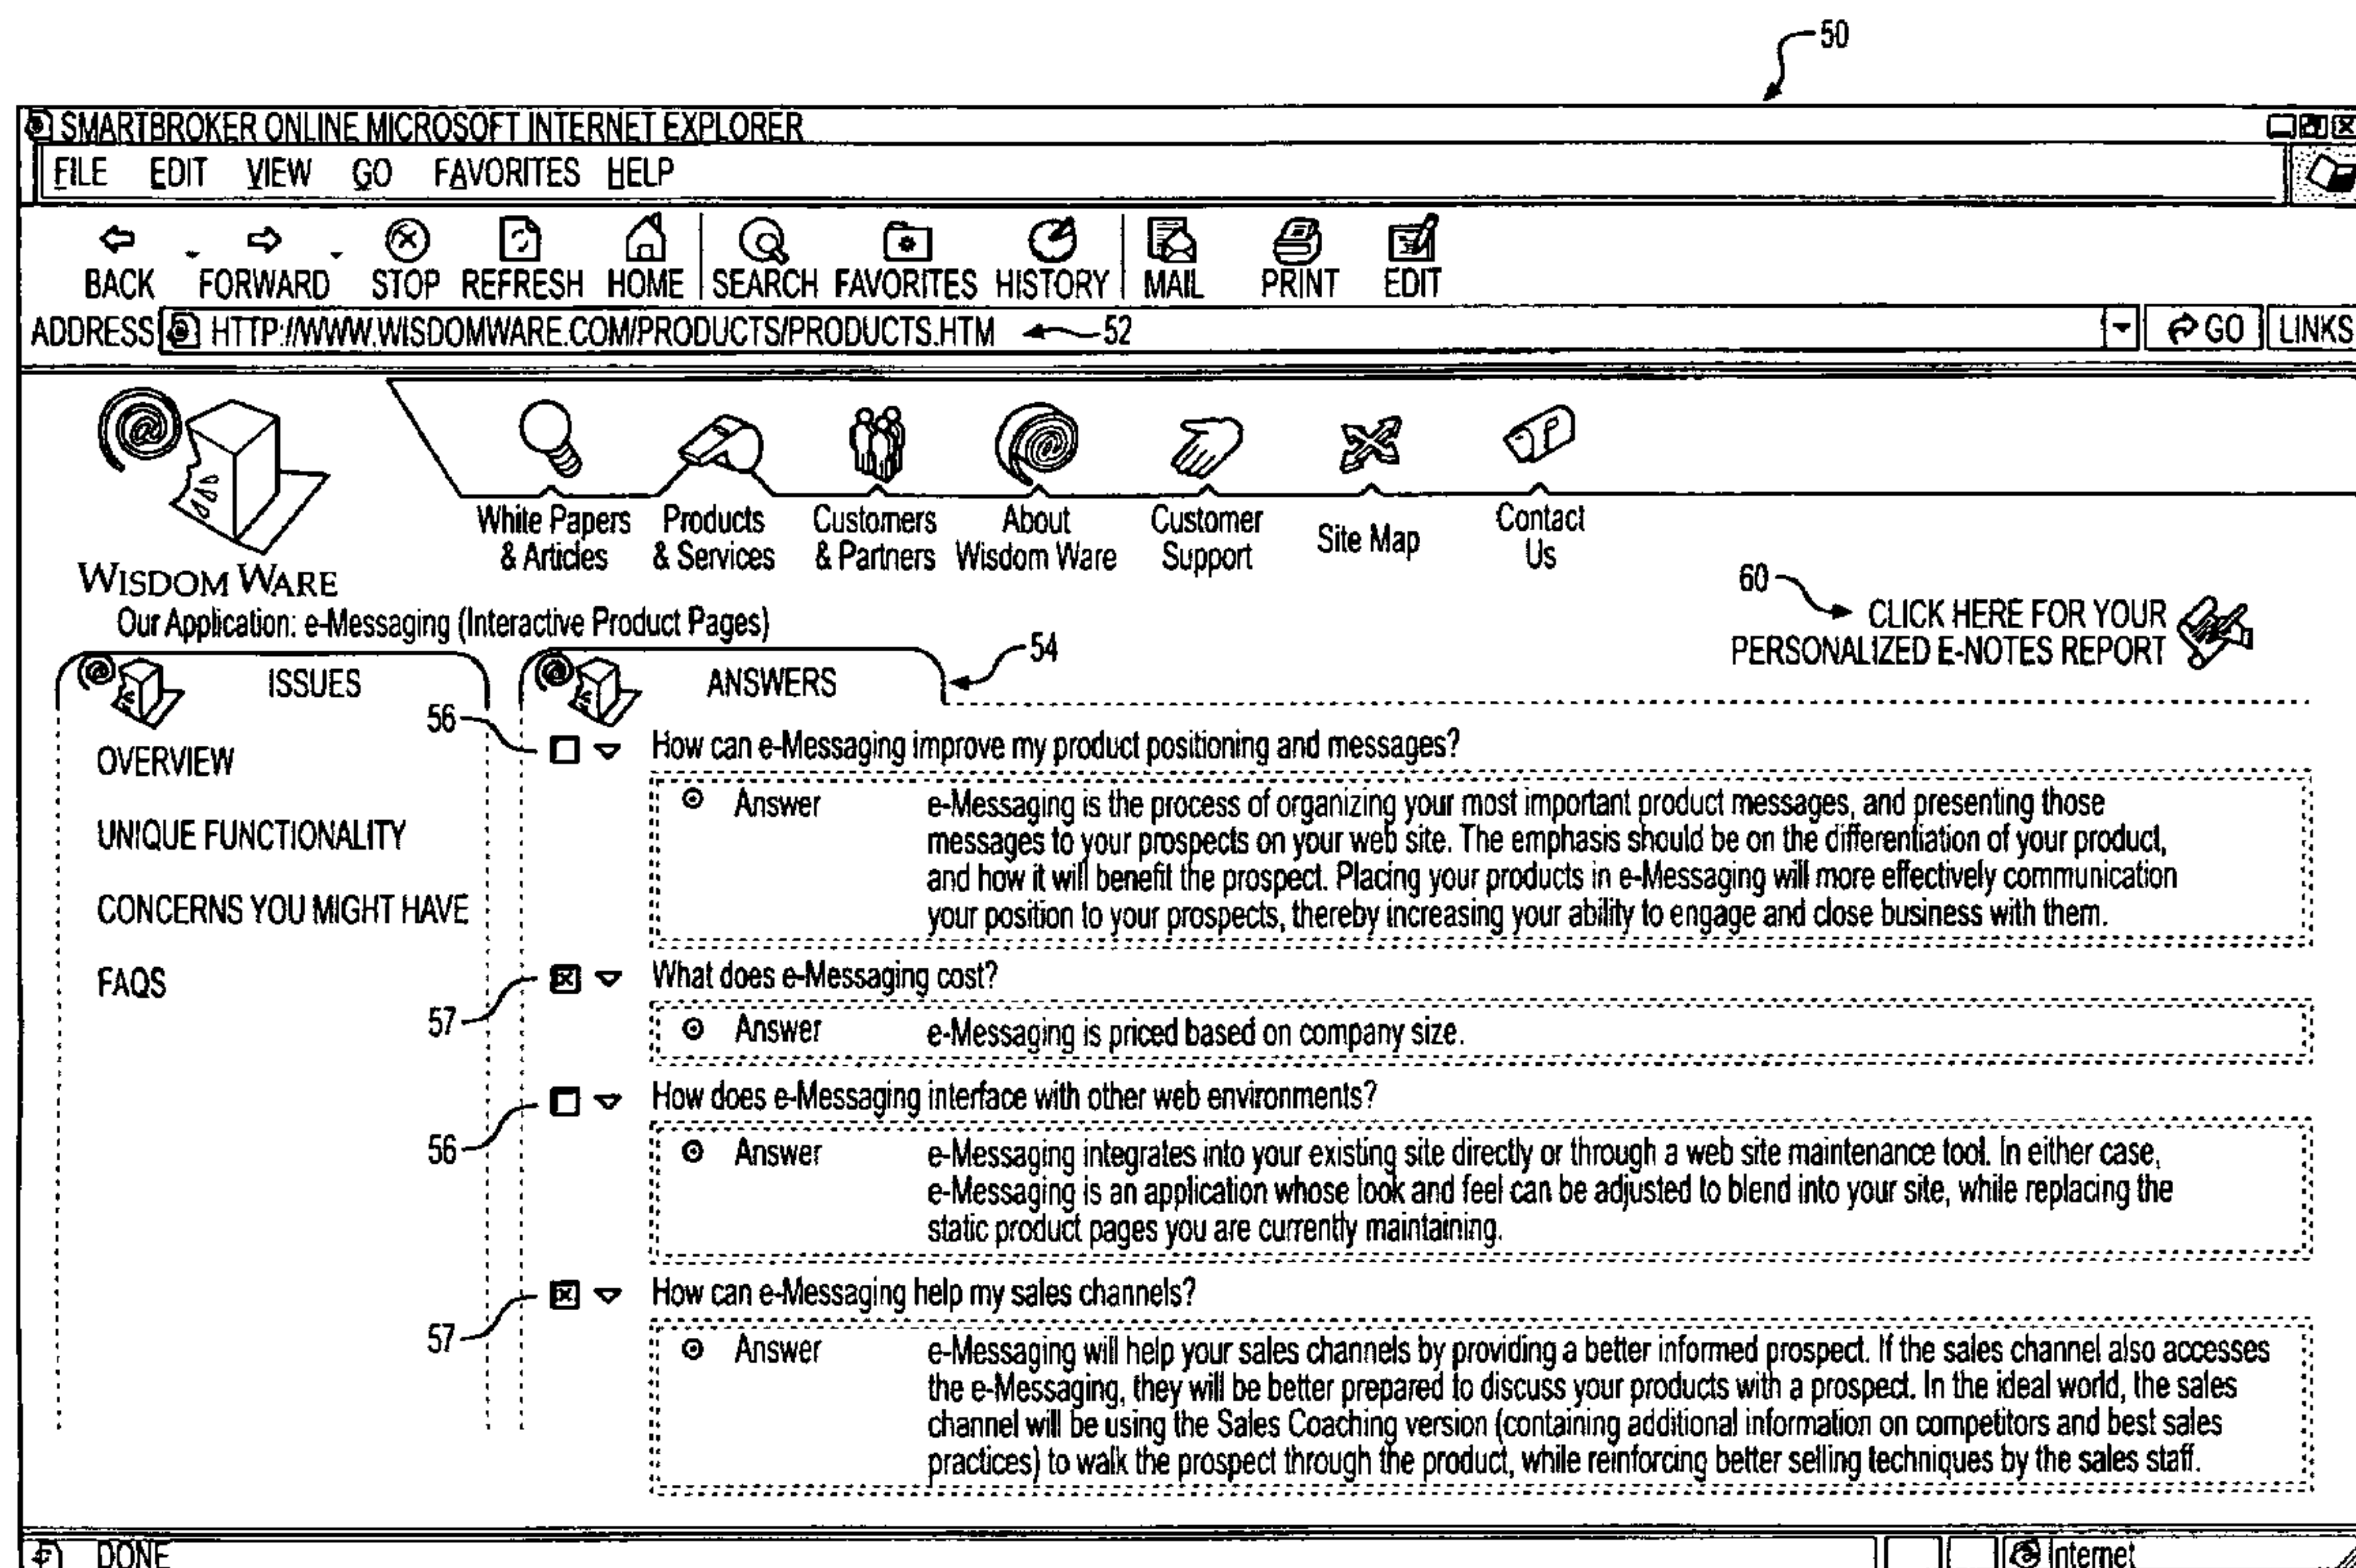 50
SMARTBROKER ONLINE MICROSOFT INTERNET EXPLORER
FILE EDIT VIEW GO FAVORITES HELP
BACK FORWARD STOP REFRESH HOME SEARCH FAVORITES HISTORY MAIL PRINT EDIT
ADDRESS HTTP://WWW.WISDOMWARE.COM/PRODUCTS/PRODUCTS.HTM 52 GO LINKS
White Papers & Articles
Products & Services
Customers & Partners
About Wisdom Ware
Customer Support
Site Map
Contact Us
WISDOM WARE
60
CLICK HERE FOR YOUR
PERSONALIZED E-NOTES REPORT
Our Application: e-Messaging (Interactive Product Pages)
54
ISSUES
OVERVIEW
UNIQUE FUNCTIONALITY
CONCERNS YOU MIGHT HAVE
FAQS
ANSWERS
56
How can e-Messaging improve my product positioning and messages?
Answer e-Messaging is the process of organizing your most important product messages, and presenting those
messages to your prospects on your web site. The emphasis should be on the differentiation of your product,
and how it will benefit the prospect. Placing your products in e-Messaging will more effectively communication
your position to your prospects, thereby increasing your ability to engage and close business with them.
57
What does e-Messaging cost?
Answer e-Messaging is priced based on company size.
56
How does e-Messaging interface with other web environments?
Answer e-Messaging integrates into your existing site directly or through a web site maintenance tool. In either case,
e-Messaging is an application whose look and feel can be adjusted to blend into your site, while replacing the
static product pages you are currently maintaining.
57
How can e-Messaging help my sales channels?
Answer e-Messaging will help your sales channels by providing a better informed prospect. If the sales channel also accesses
the e-Messaging, they will be better prepared to discuss your products with a prospect. In the ideal world, the sales
channel will be using the Sales Coaching version (containing additional information on competitors and best sales
practices) to walk the prospect through the product, while reinforcing better selling techniques by the sales staff.
DONE Internet